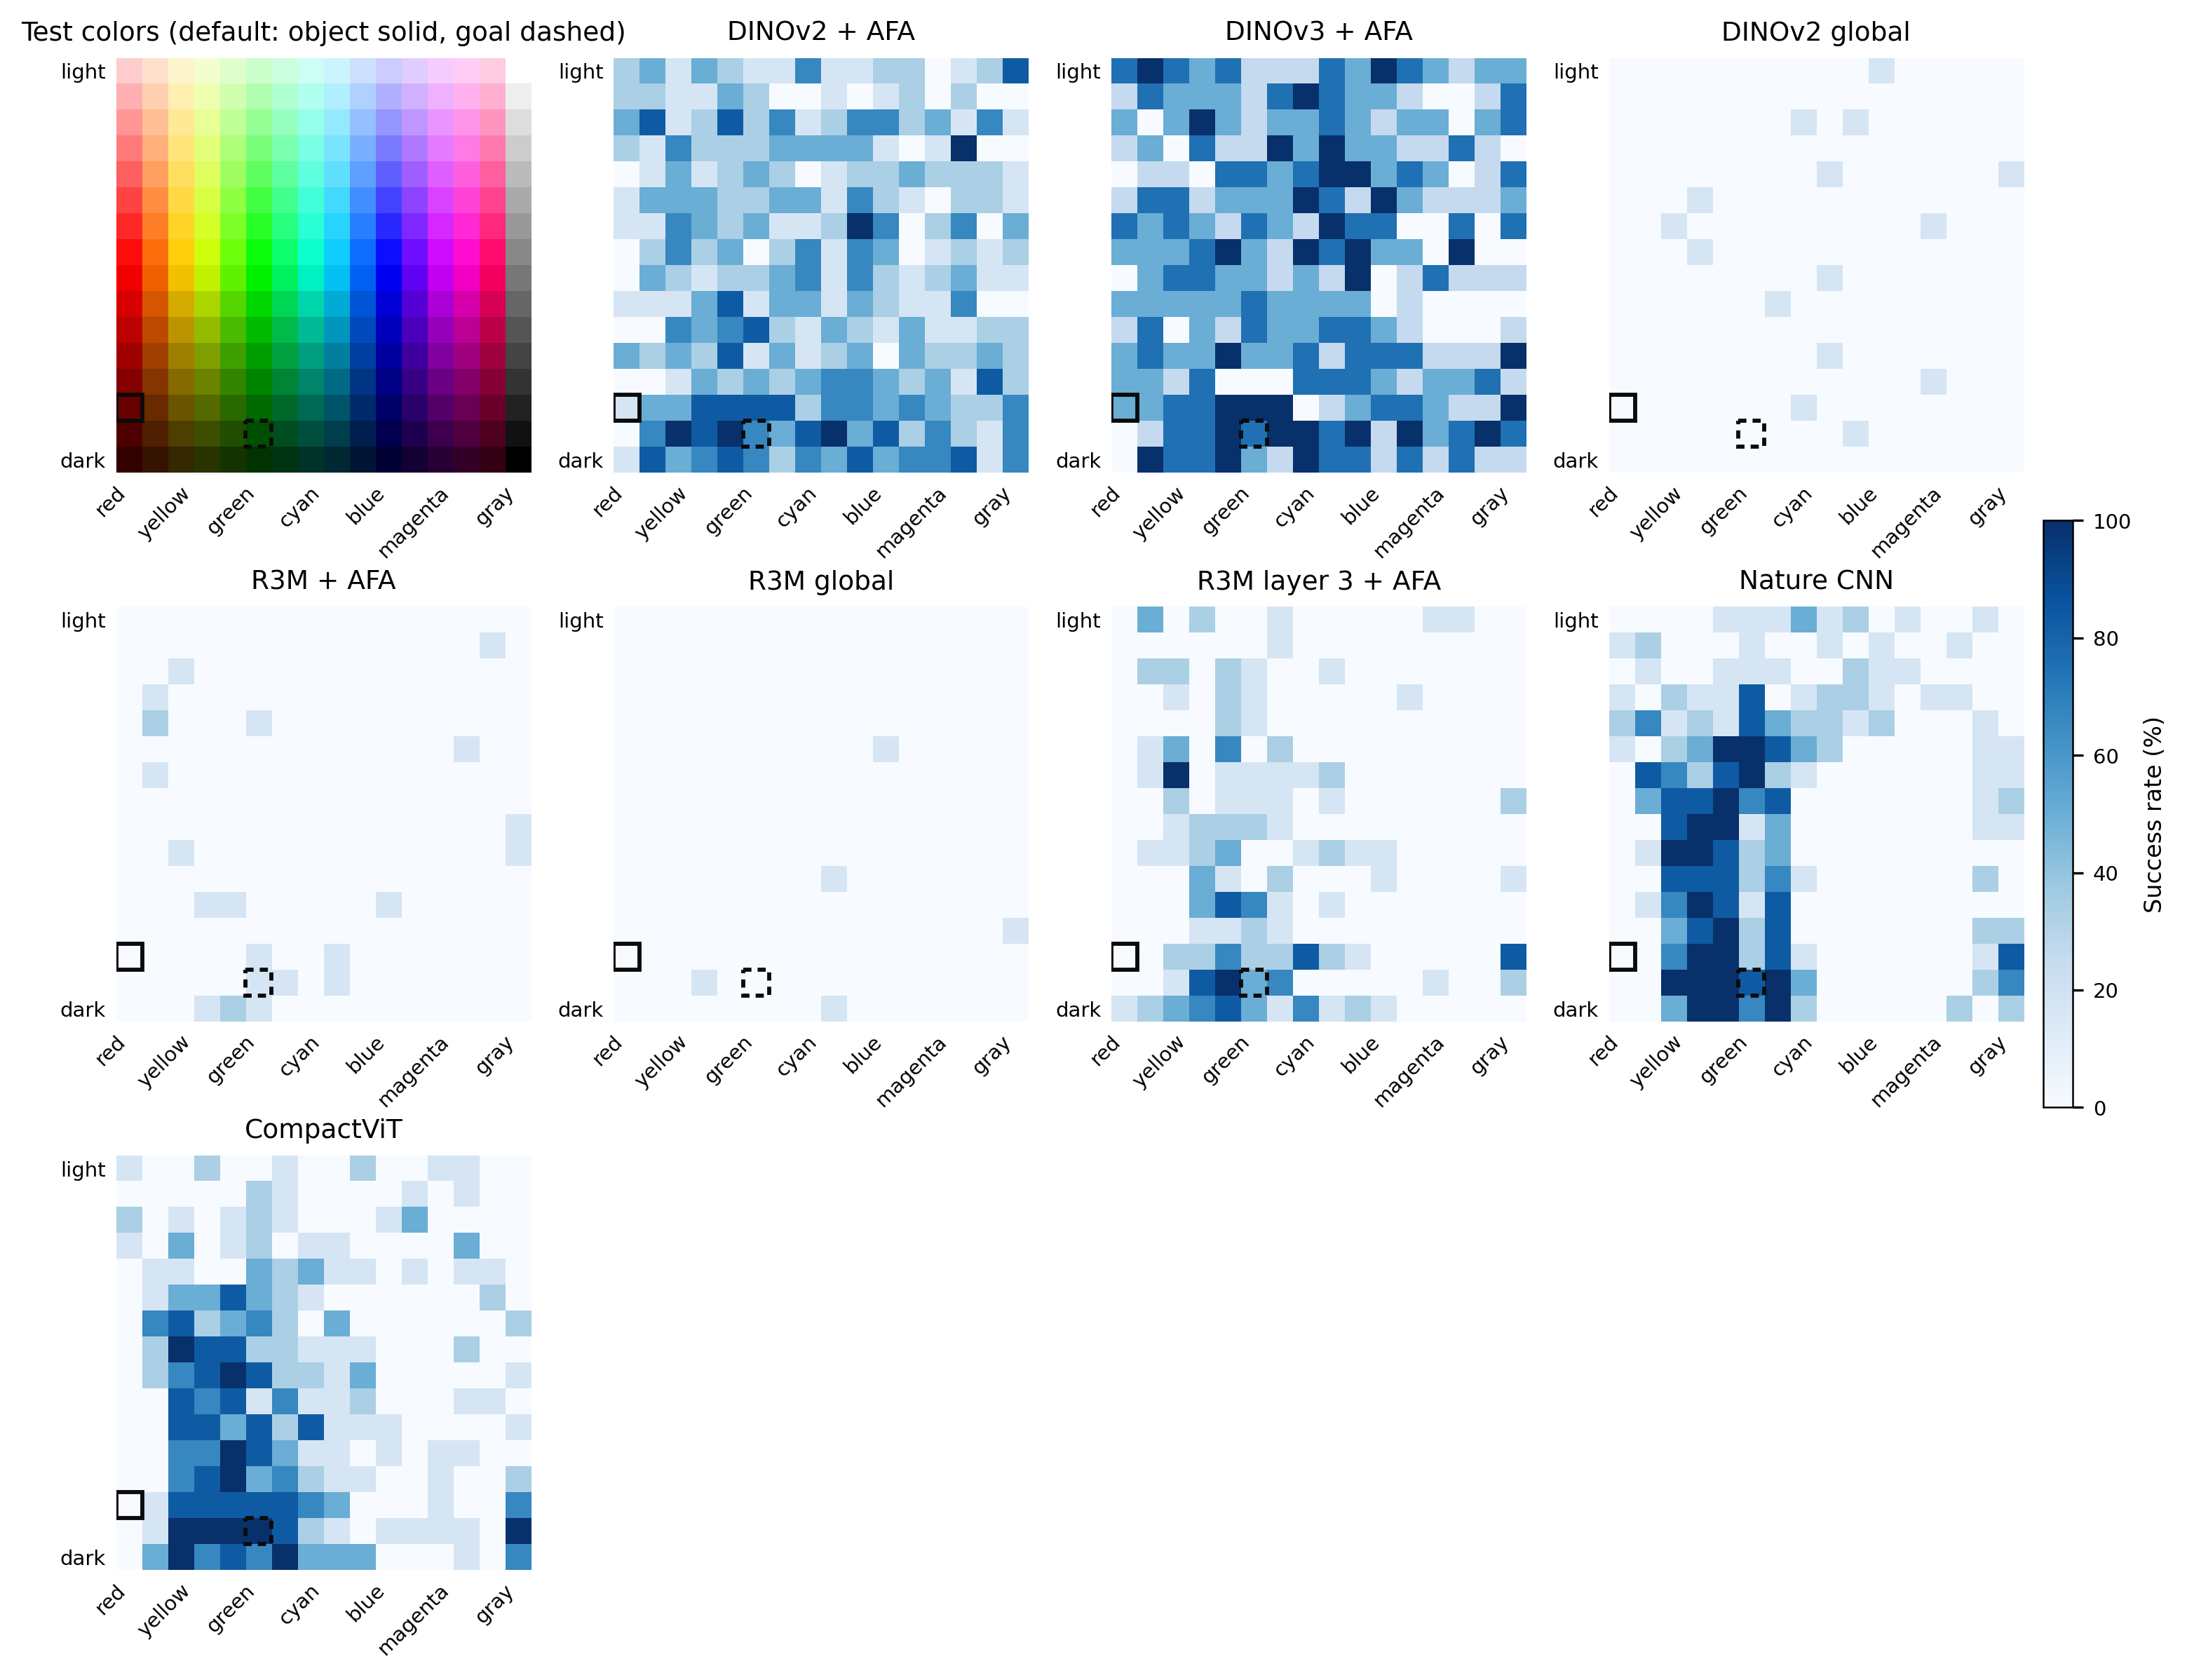 Test colors (default: object solid, goal dashed)
light
dark
red
yellow
green
cyan
blue
magenta
gray
DINOv2 + AFA
light
dark
red
yellow
green
cyan
blue
magenta
gray
DINOv3 + AFA
light
dark
red
yellow
green
cyan
blue
magenta
gray
DINOv2 global
light
dark
red
yellow
green
cyan
blue
magenta
gray
R3M + AFA
light
dark
red
yellow
green
cyan
blue
magenta
gray
R3M global
light
dark
red
yellow
green
cyan
blue
magenta
gray
R3M layer 3 + AFA
light
dark
red
yellow
green
cyan
blue
magenta
gray
Nature CNN
light
dark
red
yellow
green
cyan
blue
magenta
gray
100
80
60
40
20
0
Success rate (%)
CompactViT
light
dark
red
yellow
green
cyan
blue
magenta
gray